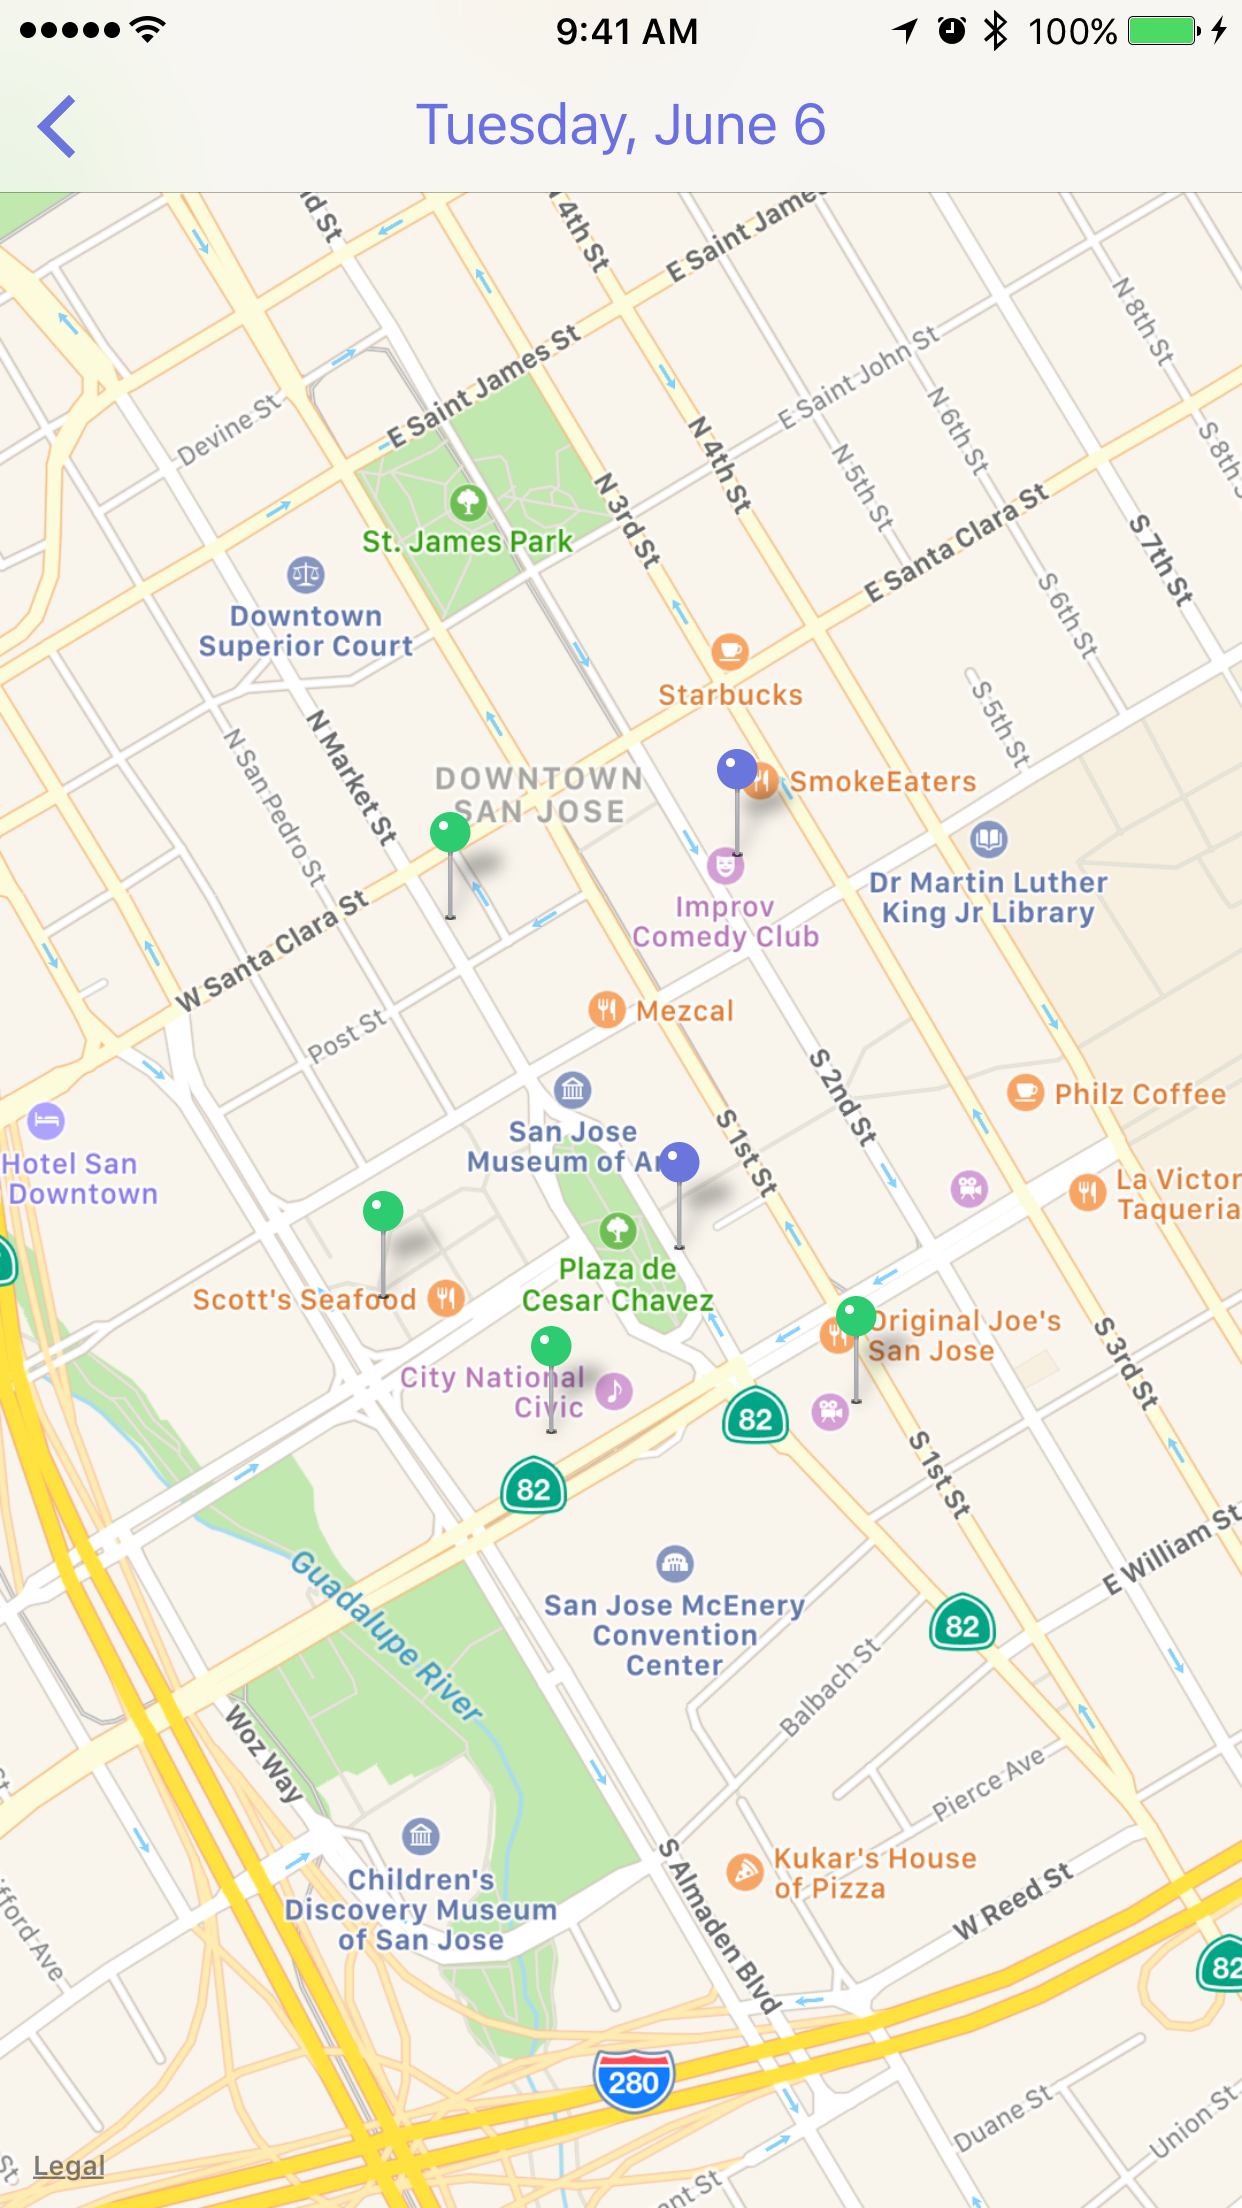 9:41 AM
100%
Tuesday, June 6
nd St
N 4th St
E Saint James
N 8th St
E Saint James St
E Saint John St
Devine St
N 6th St
N 4th St
S 8th S
N 5th St
N 3rd St
St. James Park
E Santa Clara St
S 7th St
Downtown
Superior Court
S 6th St
Starbucks
S 5th St
N Market St
N San Pedro St
DOWNTOWN
SAN JOSE
SmokeEaters
Dr Martin Luther
King Jr Library
Improv
Comedy Club
W Santa Clara St
Mezcal
Post St
S 2nd St
Philz Coffee
San Jose
Museum of Ar
S 1st St
Hotel San
Downtown
La Victor
Taqueria
Plaza de
Cesar Chavez
Scott's Seafood
Original Joe's
San Jose
City National
Civic
S 3rd St
82
82
S 1st St
E William St
Guadalupe River
San Jose McEnery
Convention
Center
82
Balbach St
Woz Way
Pierce Ave
Children's
Discovery Museum
of San Jose
Kukar's House
of Pizza
S Almaden Blvd
W Reed St
ifford Ave
82
280
Duane St
Union St
Legal
ant St